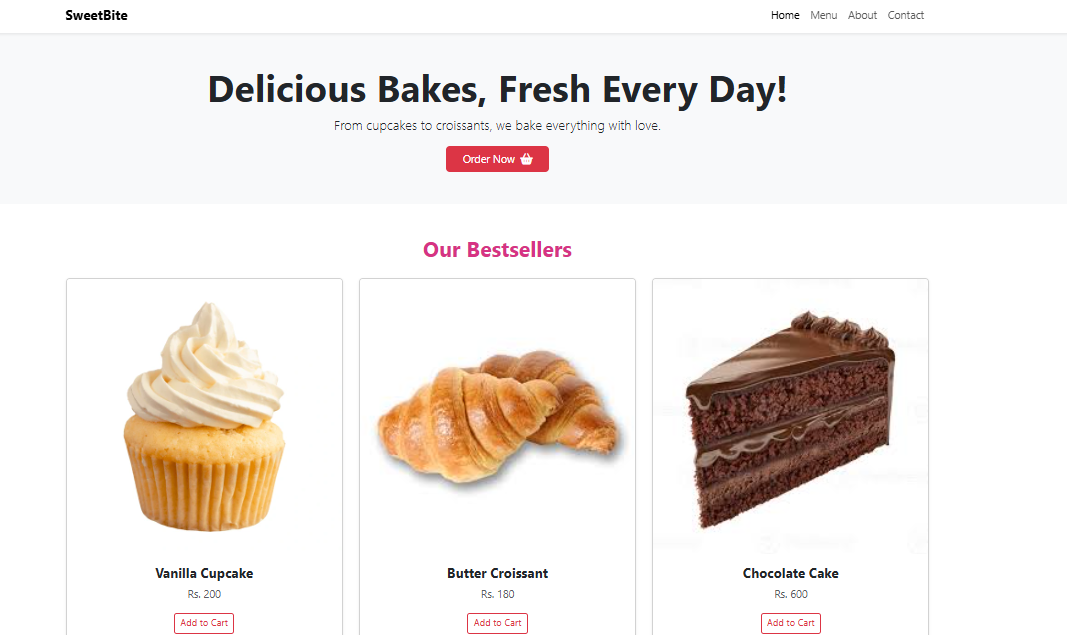 SweetBite
Home Menu About Contact
Delicious Bakes, Fresh Every Day!
From cupcakes to croissants, we bake everything with love.
Order Now
Our Bestsellers
Vanilla Cupcake
Rs. 200
Add to Cart
Butter Croissant
Rs. 180
Add to Cart
Chocolate Cake
Rs. 600
Add to Cart